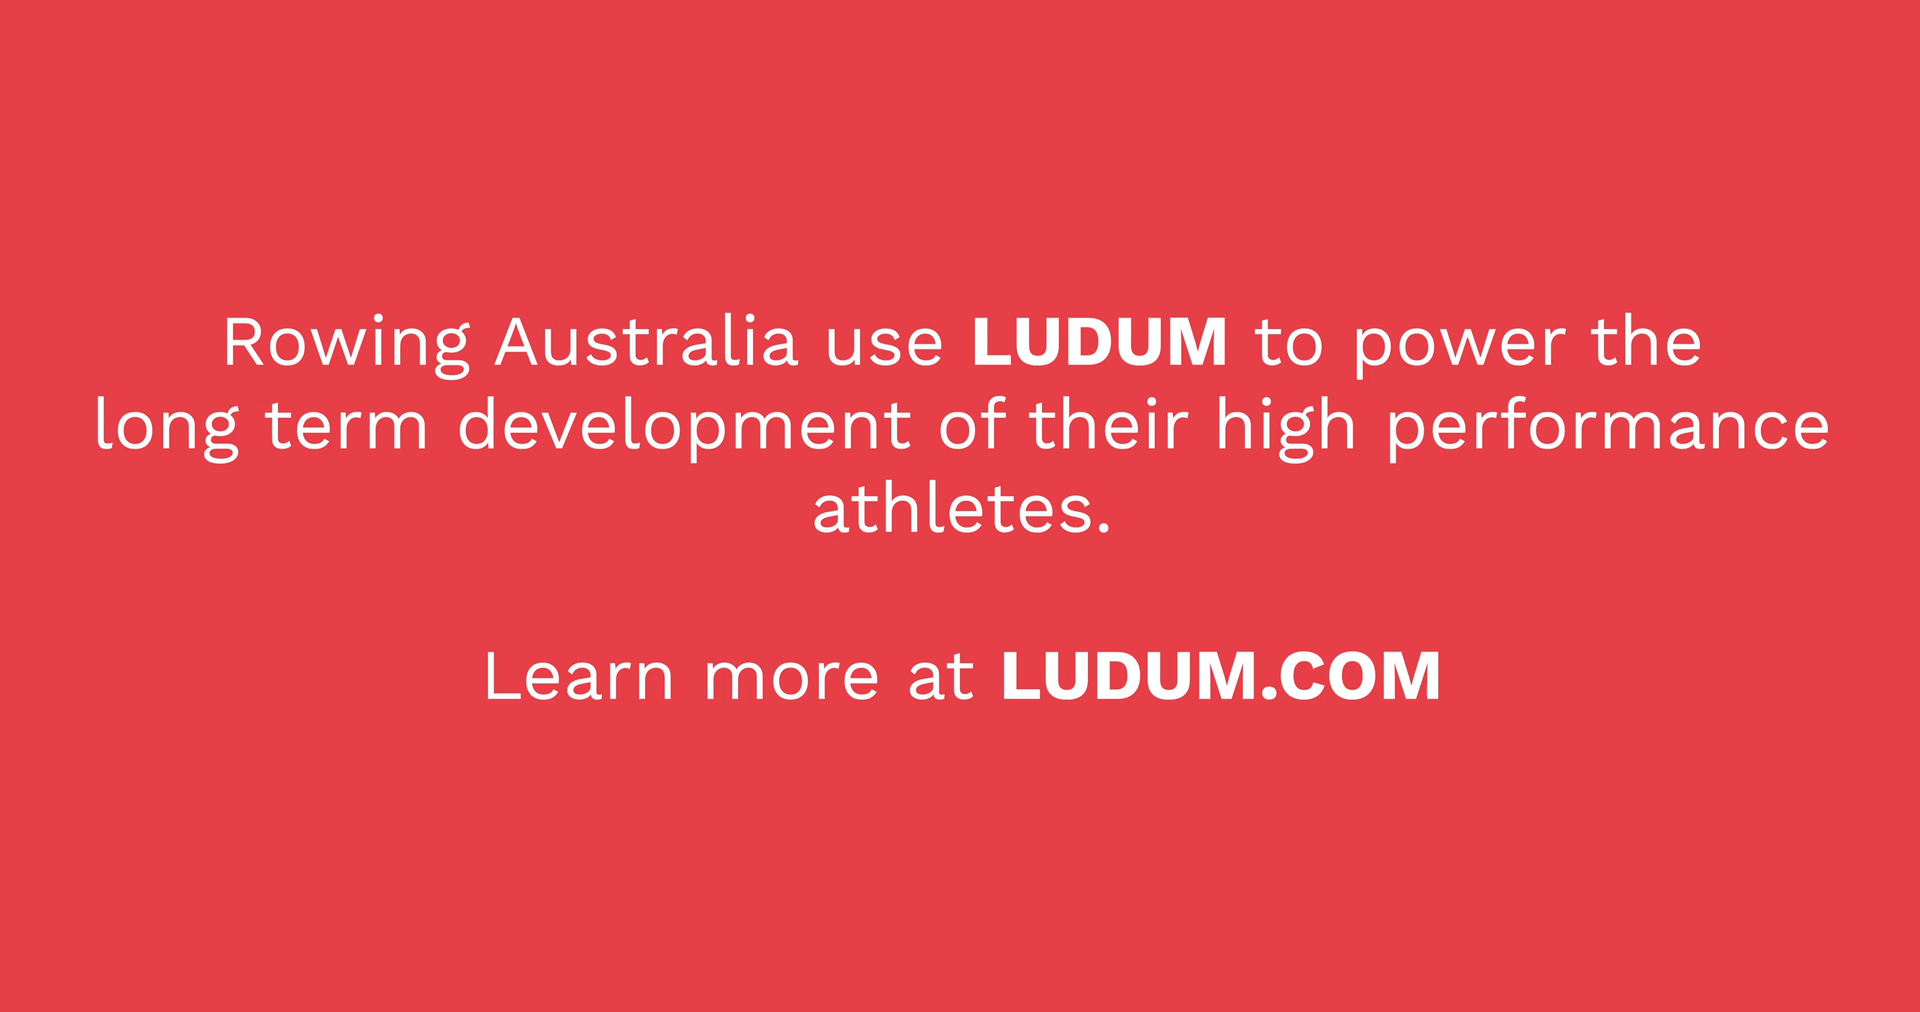 Rowing Australia use LUDUM to power the
long term development of their high performance
athletes.
Learn more at LUDUM.COM